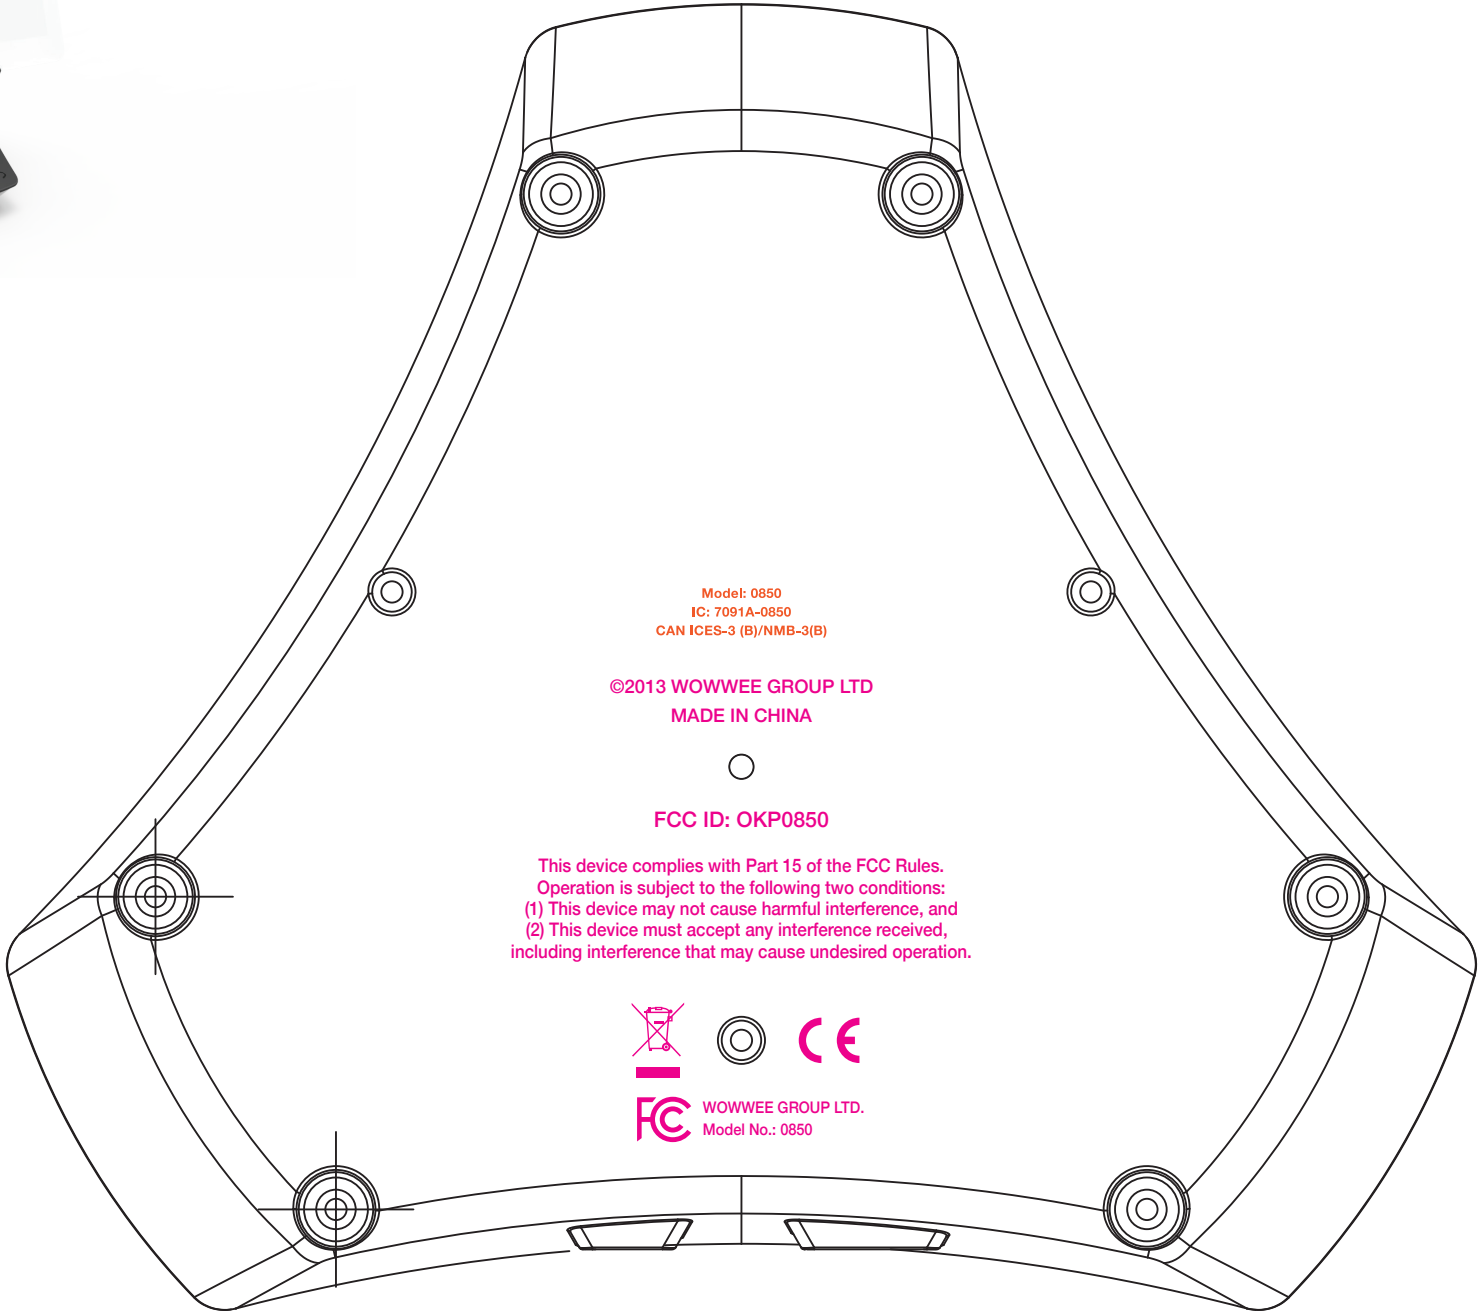 Model: 0850
IC: 7091A-0850
CAN ICES-3 (B)/NMB-3(B)
©2013 WOWWEE GROUP LTD
MADE IN CHINA
FCC ID: OKP0850
This device complies with Part 15 of the FCC Rules.
Operation is subject to the following two conditions:
(1) This device may not cause harmful interference, and
(2) This device must accept any interference received,
including interference that may cause undesired operation.
CE
FC WOWWEE GROUP LTD.
Model No.: 0850